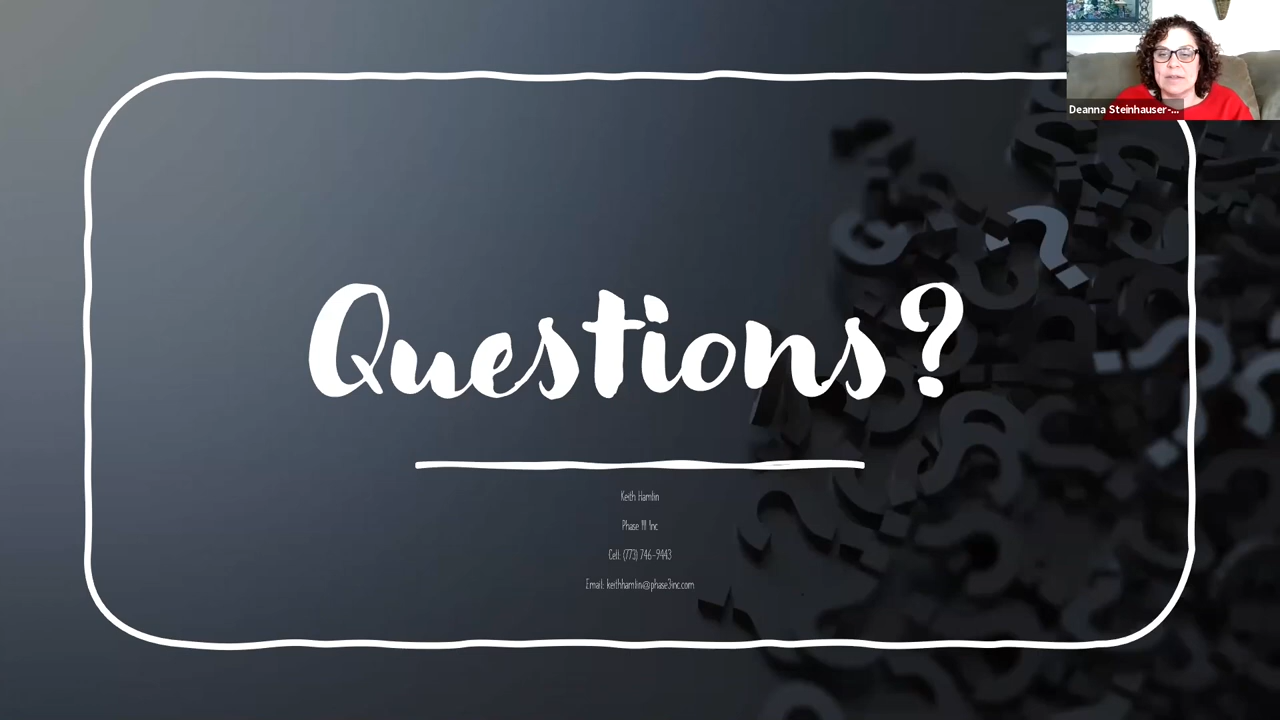 Deanna Steinhauser-...
Questions?
Keith Hamlin
Phase III Inc
Cell: (773) 746-9443
Email: keithhamlin@phase3inc.com